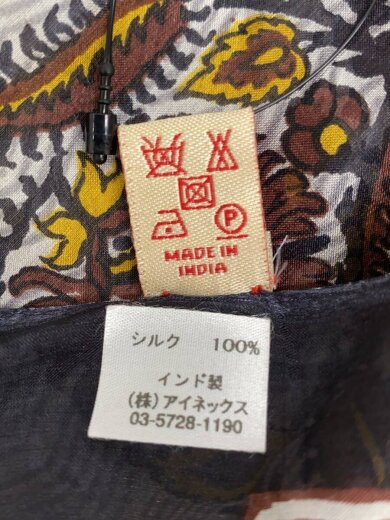 P
MADE IN
INDIA
シルク 100%
インド製
(株)アイネックス
03-5728-1190